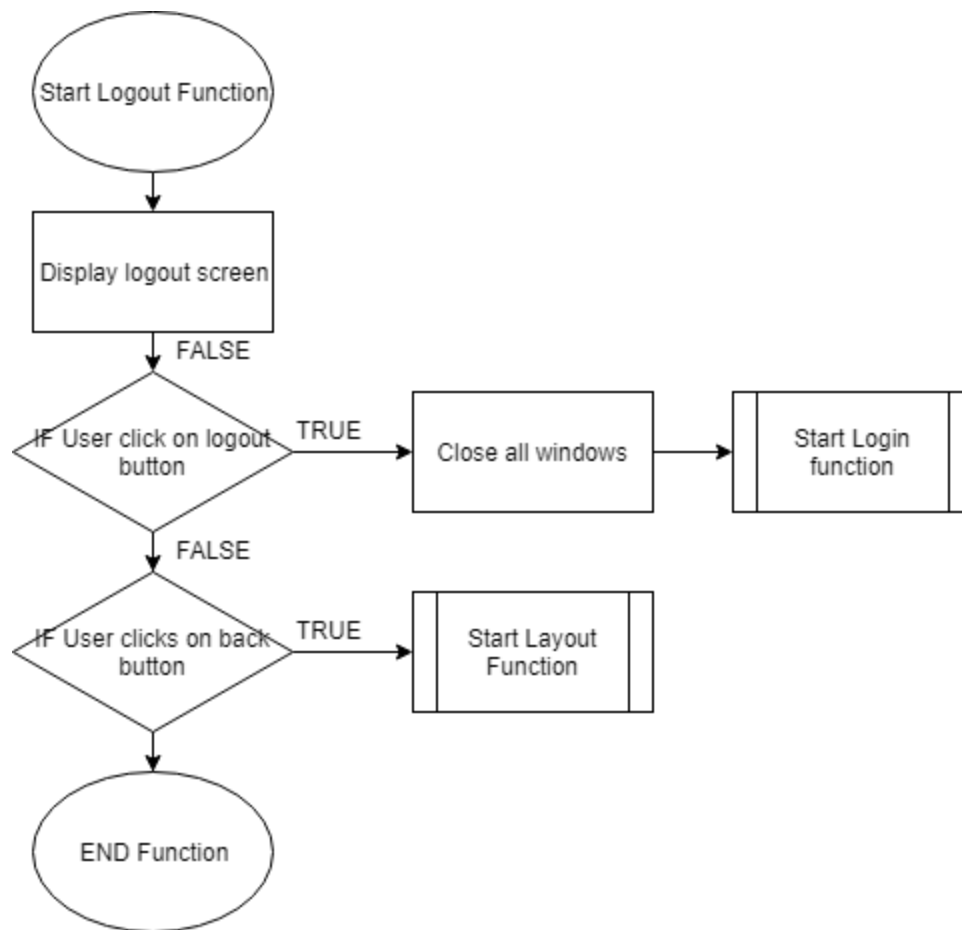 Start Logout Function
Display logout screen
FALSE
IF User click on logout
button
TRUE
Close all windows
Start Login
function
FALSE
IF User clicks on back
button
TRUE
Start Layout
Function
END Function